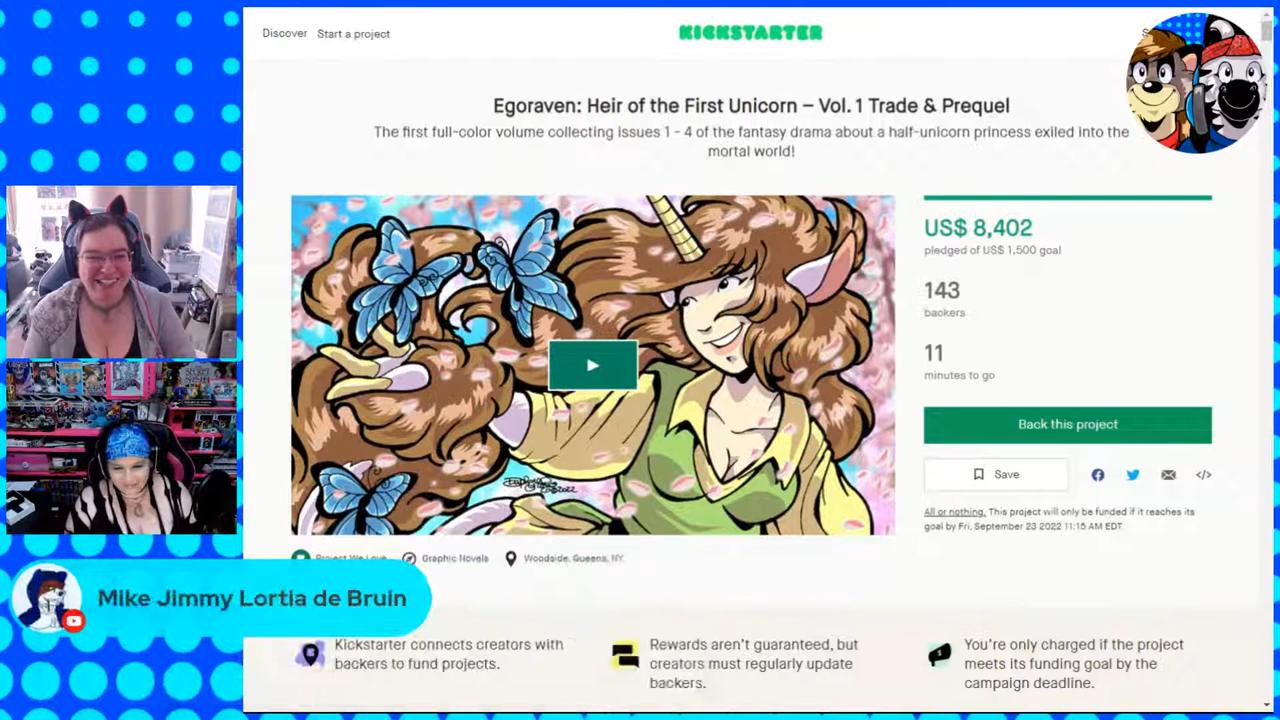 Discover Start a project
KICKSTARTER
Egoraven: Heir of the First Unicorn – Vol. 1 Trade & Prequel
The first full-color volume collecting issues 1 - 4 of the fantasy drama about a half-unicorn princess exiled into the
mortal world!
US$ 8,402
pledged of US$ 1,500 goal
143
backers
11
minutes to go
Back this project
Save
All or nothing. This project will only be funded if it reaches its
goal by Fri, September 23 2022 11:15 AM EDT.
Project We Love Graphic Novels Woodside, Queens, NY
Mike Jimmy Lortia de Bruin
Kickstarter connects creators with
backers to fund projects.
Rewards aren't guaranteed, but
creators must regularly update
backers.
You're only charged if the project
meets its funding goal by the
campaign deadline.